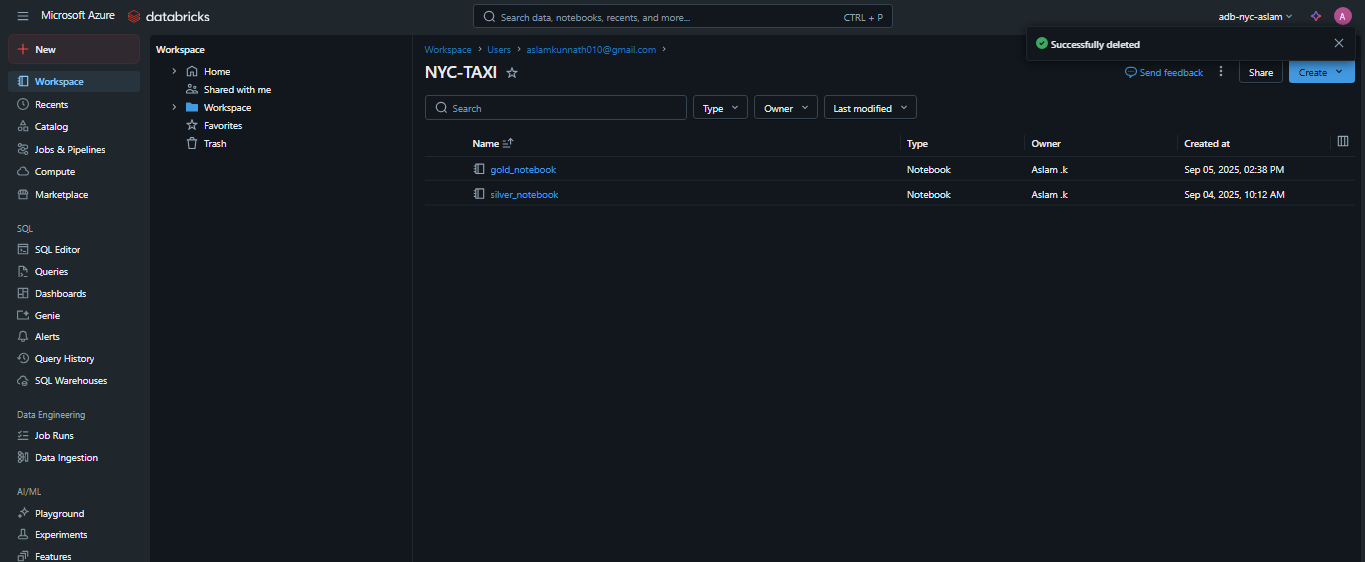 Microsoft Azure databricks
Search data, notebooks, recents, and more... CTRL + P
adb-nyc-aslam A
Successfully deleted
New
Workspace
Recents
Catalog
Jobs & Pipelines
Compute
Marketplace
SQL
SQL Editor
Queries
Dashboards
Genie
Alerts
Query History
SQL Warehouses
Data Engineering
Job Runs
Data Ingestion
AI/ML
Playground
Experiments
Features
Workspace
Home
Shared with me
Workspace
Favorites
Trash
Workspace > Users > aslamkunnath010@gmail.com >
NYC-TAXI
Send feedback Share Create
Search Type Owner Last modified
Name Type Owner Created at
gold_notebook Notebook Aslam .k Sep 05, 2025, 02:38 PM
silver_notebook Notebook Aslam .k Sep 04, 2025, 10:12 AM